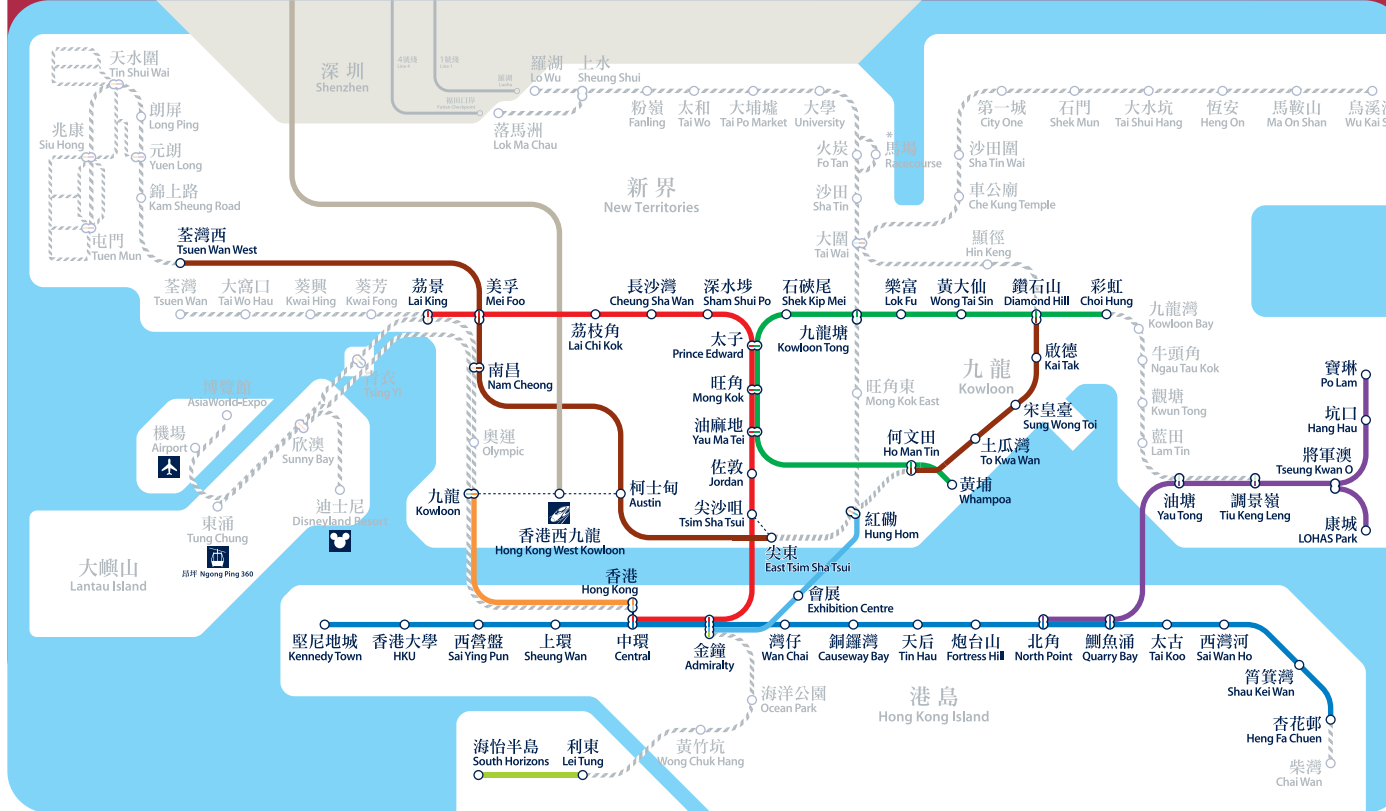 天水圍
Tin Shui Wai
深圳
Shenzhen
4號綫
Line 4
1號綫
Line 1
羅湖
Luohu
福田口岸
Futian Checkpoint
羅湖
Lo Wu
上水
Sheung Shui
落馬洲
Lok Ma Chau
粉嶺
Fanling
太和
Tai Wo
大埔墟
Tai Po Market
大學
University
第一城
City One
石門
Shek Mun
大水坑
Tai Shui Hang
恆安
Heng On
馬鞍山
Ma On Shan
烏溪沙
Wu Kai S
朗屏
Long Ping
兆康
Siu Hong
元朗
Yuen Long
錦上路
Kam Sheung Road
屯門
Tuen Mun
火炭
Fo Tan
*
馬場
Racecourse
沙田圍
Sha Tin Wai
車公廟
Che Kung Temple
新界
New Territories
沙田
Sha Tin
大圍
Tai Wai
顯徑
Hin Keng
荃灣西
Tsuen Wan West
荃灣
Tsuen Wan
大窩口
Tai Wo Hau
葵興
Kwai Hing
葵芳
Kwai Fong
荔景
Lai King
美孚
Mei Foo
長沙灣
Cheung Sha Wan
深水埗
Sham Shui Po
石硤尾
Shek Kip Mei
樂富
Lok Fu
黃大仙
Wong Tai Sin
鑽石山
Diamond Hill
彩虹
Choi Hung
荔枝角
Lai Chi Kok
太子
Prince Edward
九龍塘
Kowloon Tong
九龍灣
Kowloon Bay
牛頭角
Ngau Tau Kok
觀塘
Kwun Tong
藍田
Lam Tin
青衣
Tsing Yi
南昌
Nam Cheong
旺角
Mong Kok
旺角東
Mong Kok East
九龍
Kowloon
啟德
Kai Tak
宋皇臺
Sung Wong Toi
土瓜灣
To Kwa Wan
寶琳
Po Lam
坑口
Hang Hau
將軍澳
Tseung Kwan O
博覽館
AsiaWorld-Expo
機場
Airport
欣澳
Sunny Bay
奧運
Olympic
油麻地
Yau Ma Tei
何文田
Ho Man Tin
黃埔
Whampoa
佐敦
Jordan
柯士甸
Austin
九龍
Kowloon
尖沙咀
Tsim Sha Tsui
香港西九龍
Hong Kong West Kowloon
紅磡
Hung Hom
尖東
East Tsim Sha Tsui
油塘
Yau Tong
調景嶺
Tiu Keng Leng
康城
LOHAS Park
東涌
Tung Chung
迪士尼
Disneyland Resort
昂坪 Ngong Ping 360
大嶼山
Lantau Island
香港
Hong Kong
會展
Exhibition Centre
堅尼地城
Kennedy Town
香港大學
HKU
西營盤
Sai Ying Pun
上環
Sheung Wan
中環
Central
金鐘
Admiralty
灣仔
Wan Chai
銅鑼灣
Causeway Bay
天后
Tin Hau
炮台山
Fortress Hill
北角
North Point
鰂魚涌
Quarry Bay
太古
Tai Koo
西灣河
Sai Wan Ho
筲箕灣
Shau Kei Wan
杏花邨
Heng Fa Chuen
柴灣
Chai Wan
海洋公園
Ocean Park
港島
Hong Kong Island
黃竹坑
Wong Chuk Hang
海怡半島
South Horizons
利東
Lei Tung